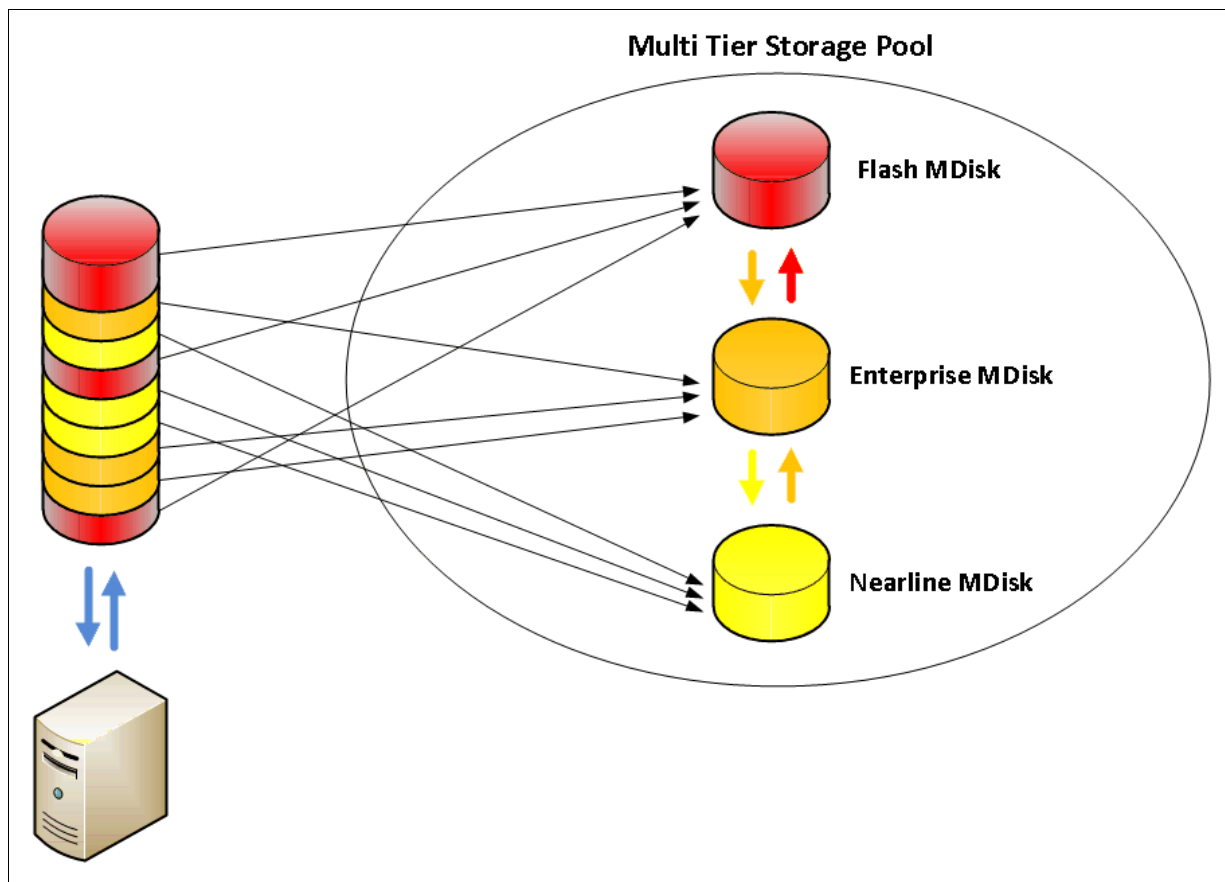 Multi Tier Storage Pool
Flash MDisk
Enterprise MDisk
Nearline MDisk